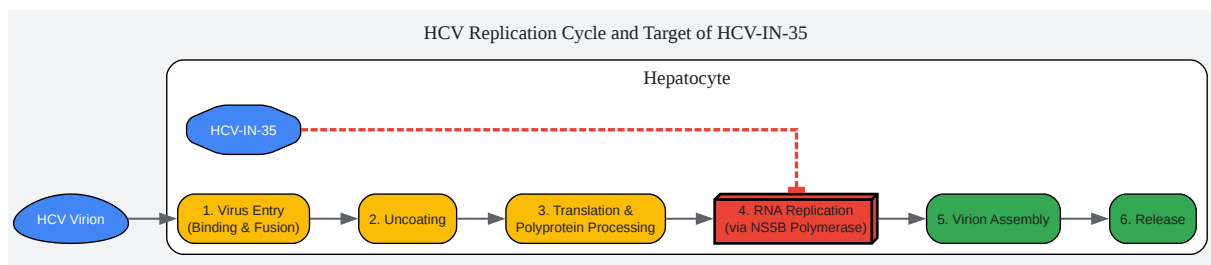 HCV Replication Cycle and Target of HCV-IN-35
Hepatocyte
HCV-IN-35
HCV Virion
1. Virus Entry
(Binding & Fusion)
2. Uncoating
3. Translation &
Polyprotein Processing
4. RNA Replication
(via NS5B Polymerase)
5. Virion Assembly
6. Release